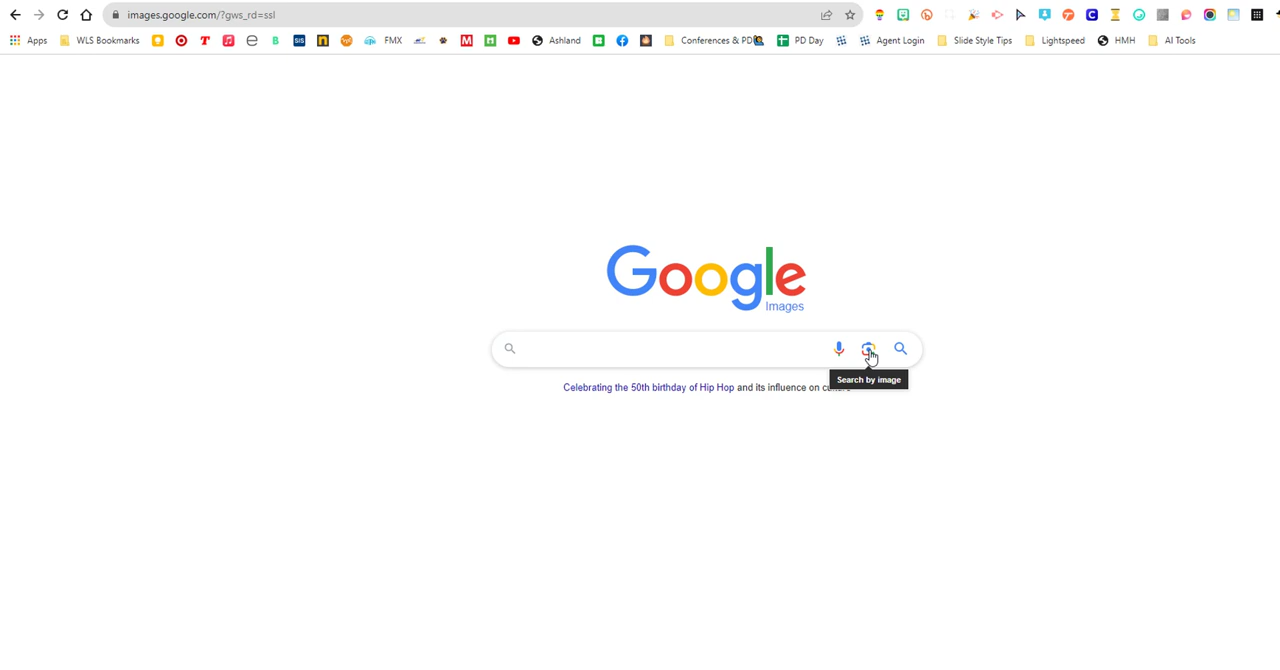 images.google.com/?gws_rd=ssl
Apps WLS Bookmarks SIS FMX Ashland Conferences & PD PD Day Agent Login Slide Style Tips Lightspeed HMH AI Tools
Google
Images
Search by image
Celebrating the 50th birthday of Hip Hop and its influence on